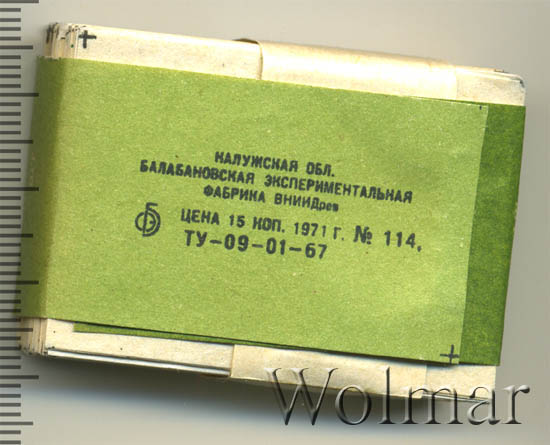 КАЛУЖСКАЯ ОБЛ.
БАЛАБАНОВСКАЯ ЭКСПЕРИМЕНТАЛЬНАЯ
ФАБРИКА ВНИИДрев
ЦЕНА 15 КОП. 1971 г. № 114.
ТУ-09-01-67
Wolmar